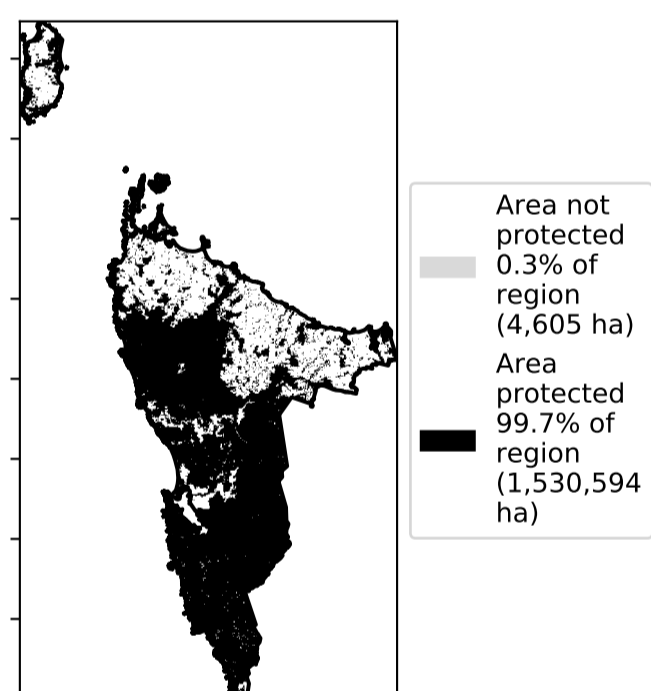 Area not
protected
0.3% of
region
(4,605 ha)
Area
protected
99.7% of
region
(1,530,594
ha)